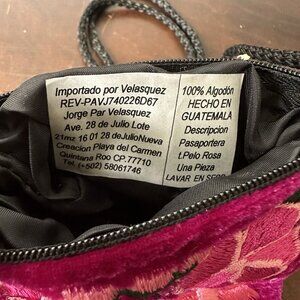 Importado por Velasquez
REV-PAVJ740226D67
Jorge Par Velasquez
Ave. 28 de Julio Lote
21mz 16 01 28 deJulioNueva
Creacion Playa del Carmen
Quintana Roo CP.77710
Tel. (+502) 58061746
100% Algodón
HECHO EN
GUATEMALA
Descripcion
Pasaportera
t.Pelo Rosa
Una Pieza
LAVAR EN